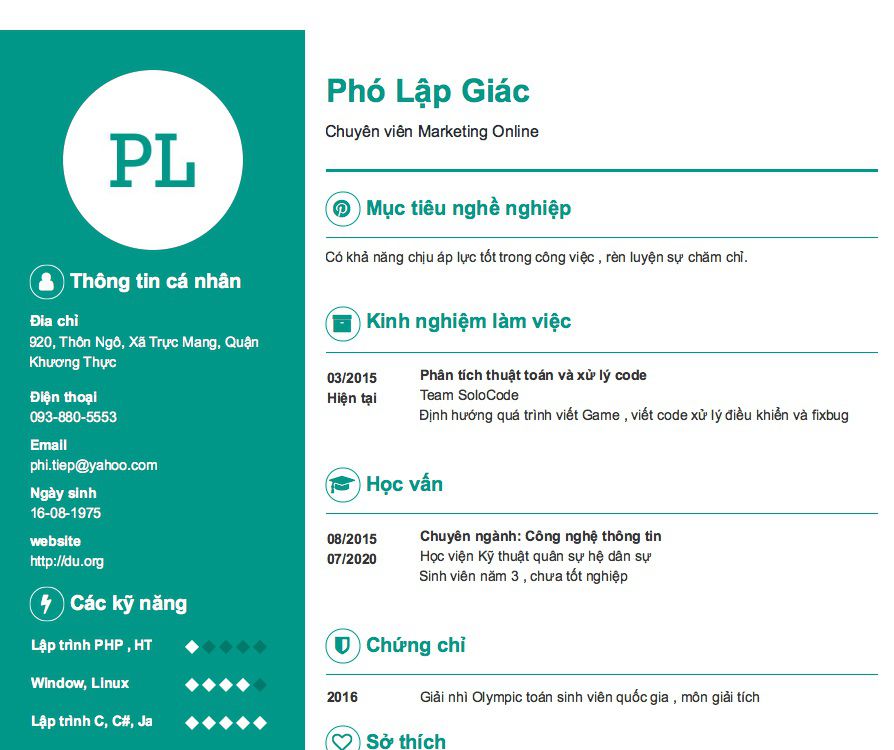 PL
Thông tin cá nhân
Đia chỉ
920, Thôn Ngô, Xã Trực Mang, Quận
Khương Thực
Điện thoại
093-880-5553
Email
phi.tiep@yahoo.com
Ngày sinh
16-08-1975
website
http://du.org
Các kỹ năng
Lập trình PHP , HT
Window, Linux
Lập trình C, C#, Ja
Phó Lập Giác
Chuyên viên Marketing Online
Mục tiêu nghề nghiệp
Có khả năng chịu áp lực tốt trong công việc , rèn luyện sự chăm chỉ.
Kinh nghiệm làm việc
03/2015
Hiện tại
Phân tích thuật toán và xử lý code
Team SoloCode
Định hướng quá trình viết Game , viết code xử lý điều khiển và fixbug
Học vấn
08/2015
07/2020
Chuyên ngành: Công nghệ thông tin
Học viện Kỹ thuật quân sự hệ dân sự
Sinh viên năm 3 , chưa tốt nghiệp
Chứng chỉ
2016
Giải nhì Olympic toán sinh viên quốc gia , môn giải tích
Sở thích